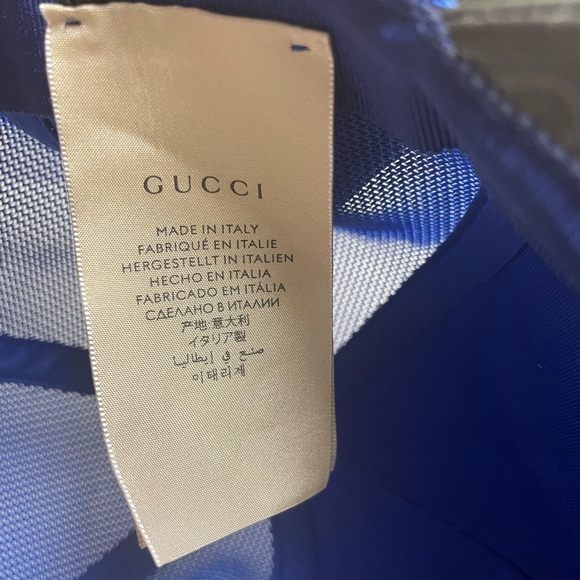 GUCCI
MADE IN ITALY
FABRIQUÉ EN ITALIE
HERGESTELLT IN ITALIEN
HECHO EN ITALIA
FABRICADO EM ITÁLIA
СДЕЛАНО В ИТАЛИИ
产地:意大利
イタリア製
صنع في إيطاليا
이태리제